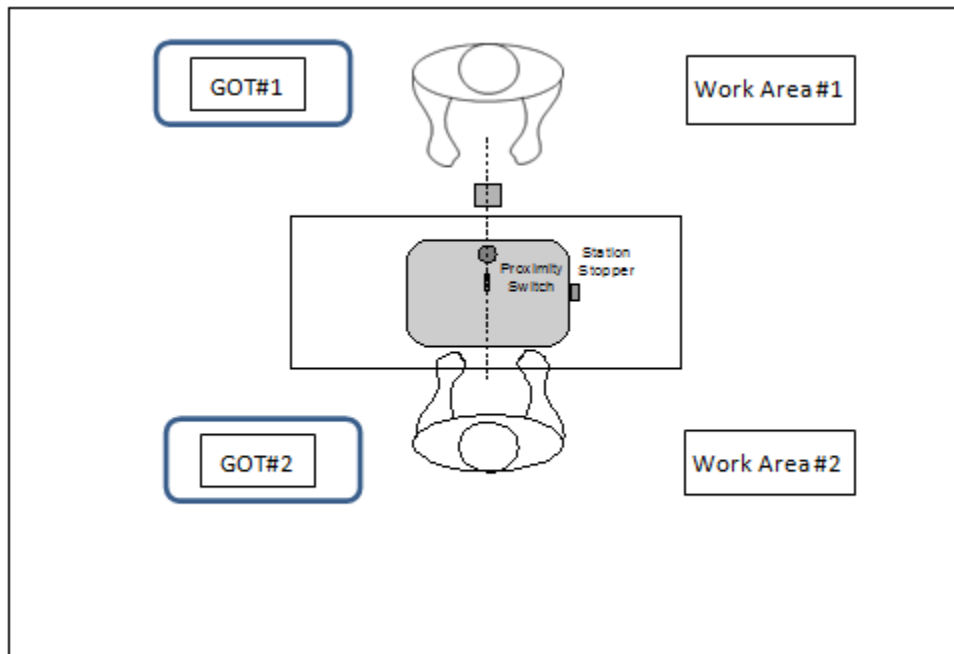 GOT#1
Work Area #1
Station
Stopper
Proximity
Switch
GOT#2
Work Area #2